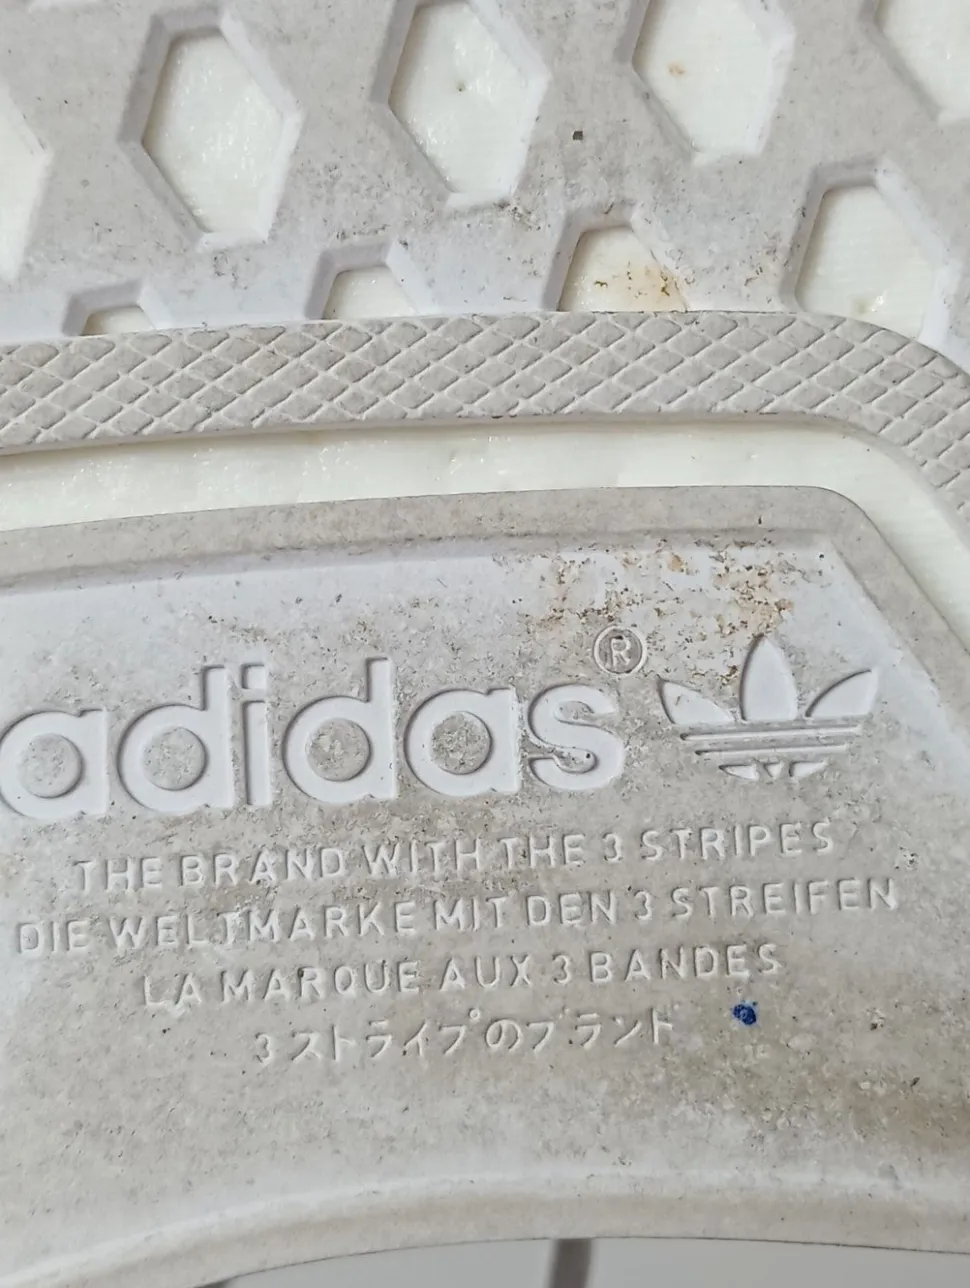 adidas®
THE BRAND WITH THE 3 STRIPES
DIE WELTMARKE MIT DEN 3 STREIFEN
LA MARQUE AUX 3 BANDES
3 ストライプのブランド